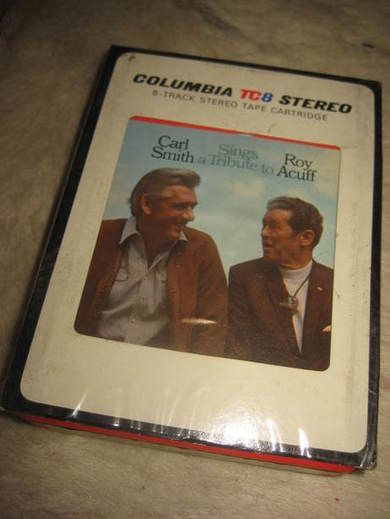 COLUMBIA TC8 STEREO
8-TRACK STEREO TAPE CARTRIDGE
Carl Sings Roy
Smith a Tribute to Acuff